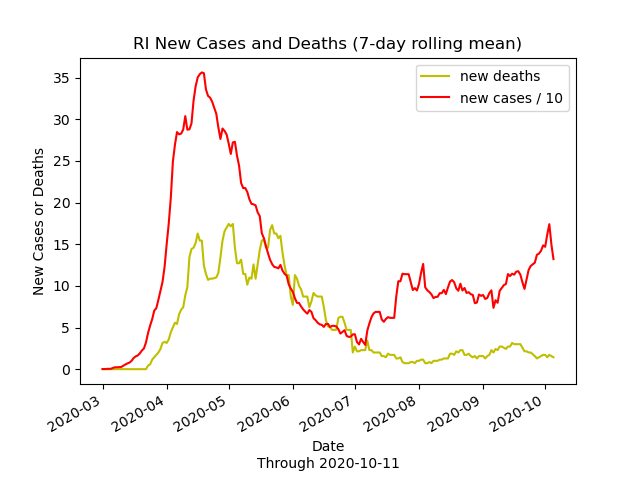 RI New Cases and Deaths (7-day rolling mean)
new deaths
new cases / 10
New Cases or Deaths
35
30
25
20
15
10
5
0
2020-03
2020-04
2020-05
2020-06
2020-07
2020-08
2020-09
2020-10
Date
Through 2020-10-11